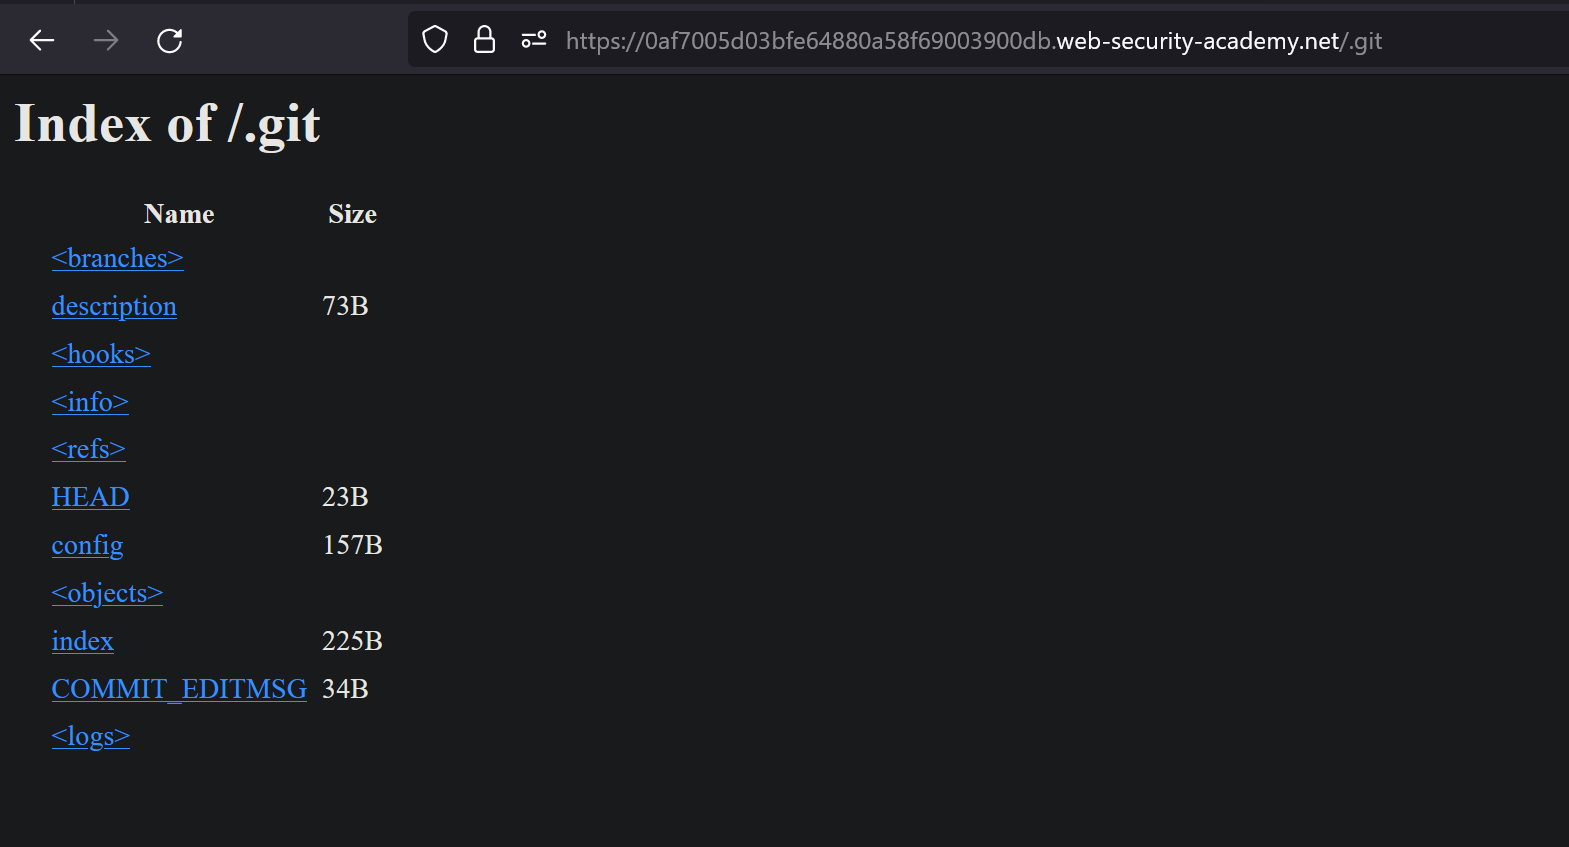 https://0af7005d03bfe64880a58f69003900db.web-security-academy.net/.git
Index of /.git
Name Size
<branches>
description 73B
<hooks>
<info>
<refs>
HEAD 23B
config 157B
<objects>
index 225B
COMMIT_EDITMSG 34B
<logs>